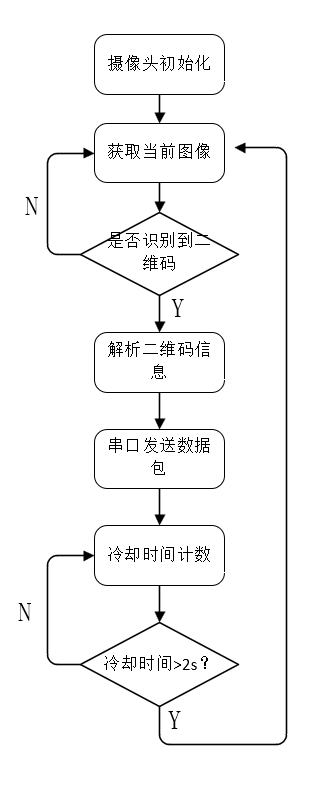 摄像头初始化
获取当前图像
N
是否识别到二
维码
Y
解析二维码信
息
串口发送数据
包
冷却时间计数
N
冷却时间>2s？
Y